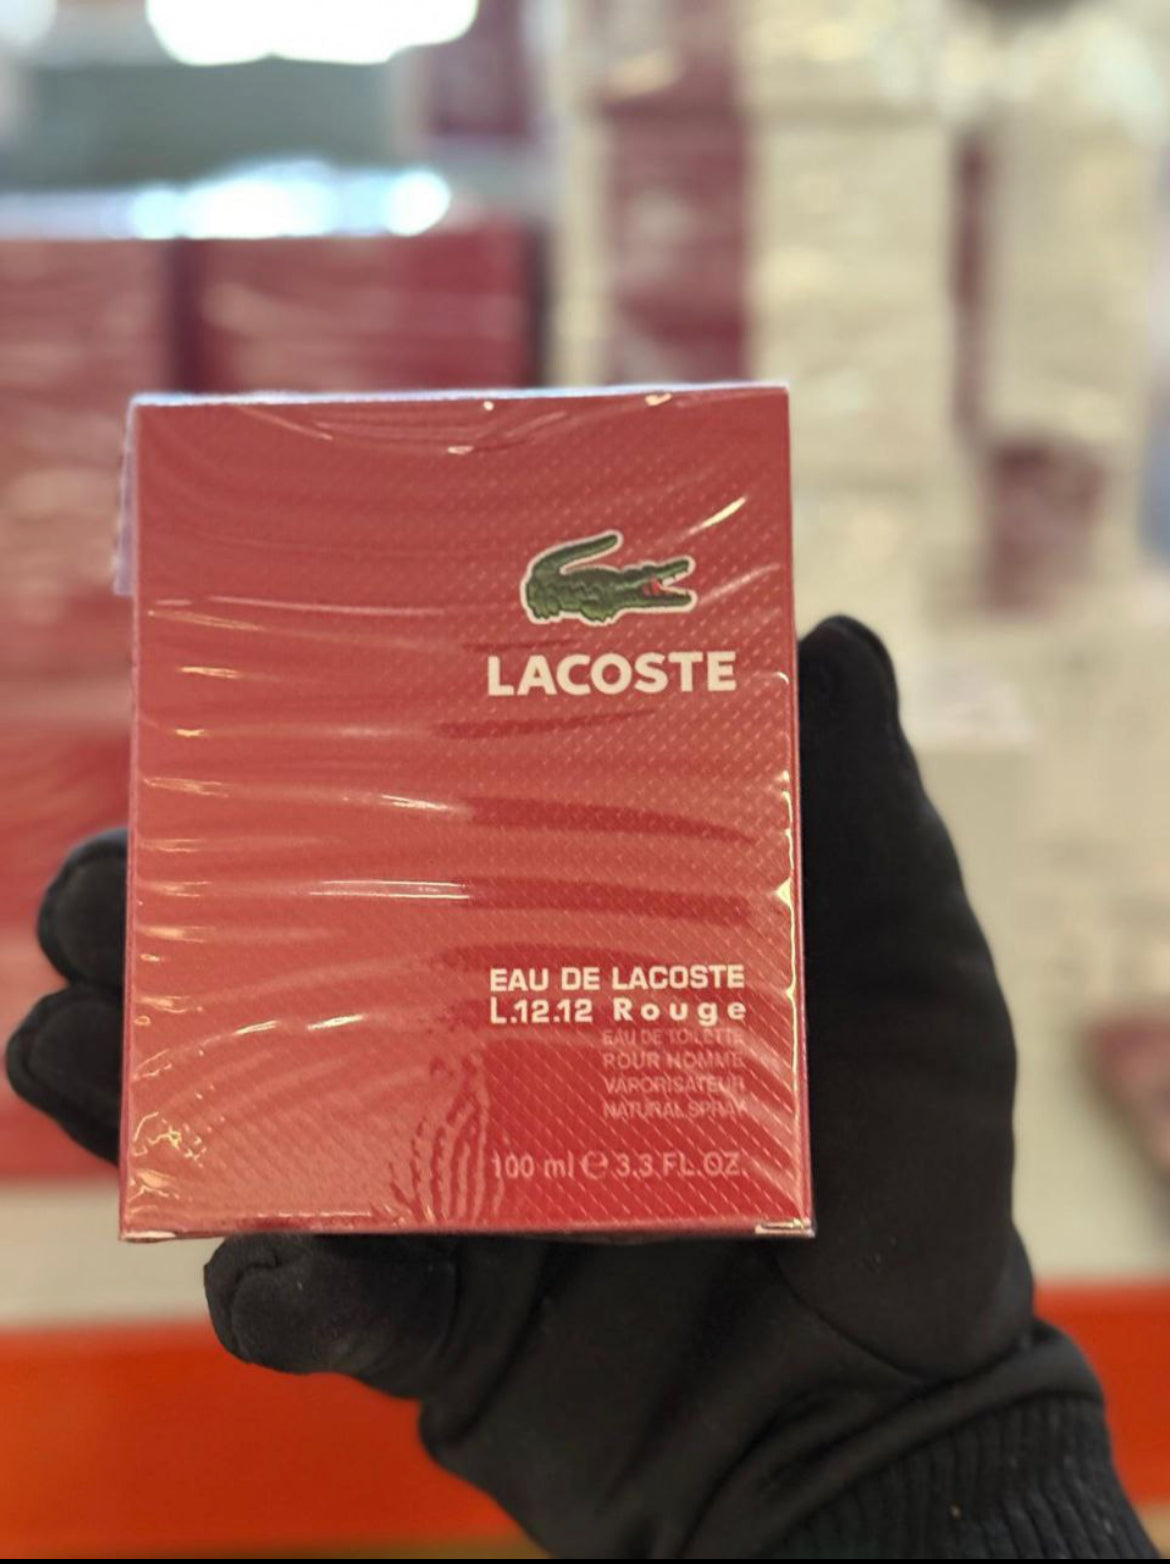 LACOSTE
EAU DE LACOSTE
L.12.12 Rouge
EAU DE TOILETTE
POUR HOMME
VAPORISATEUR
NATURAL SPRAY
100 ml ℮ 3.3 FL.OZ.